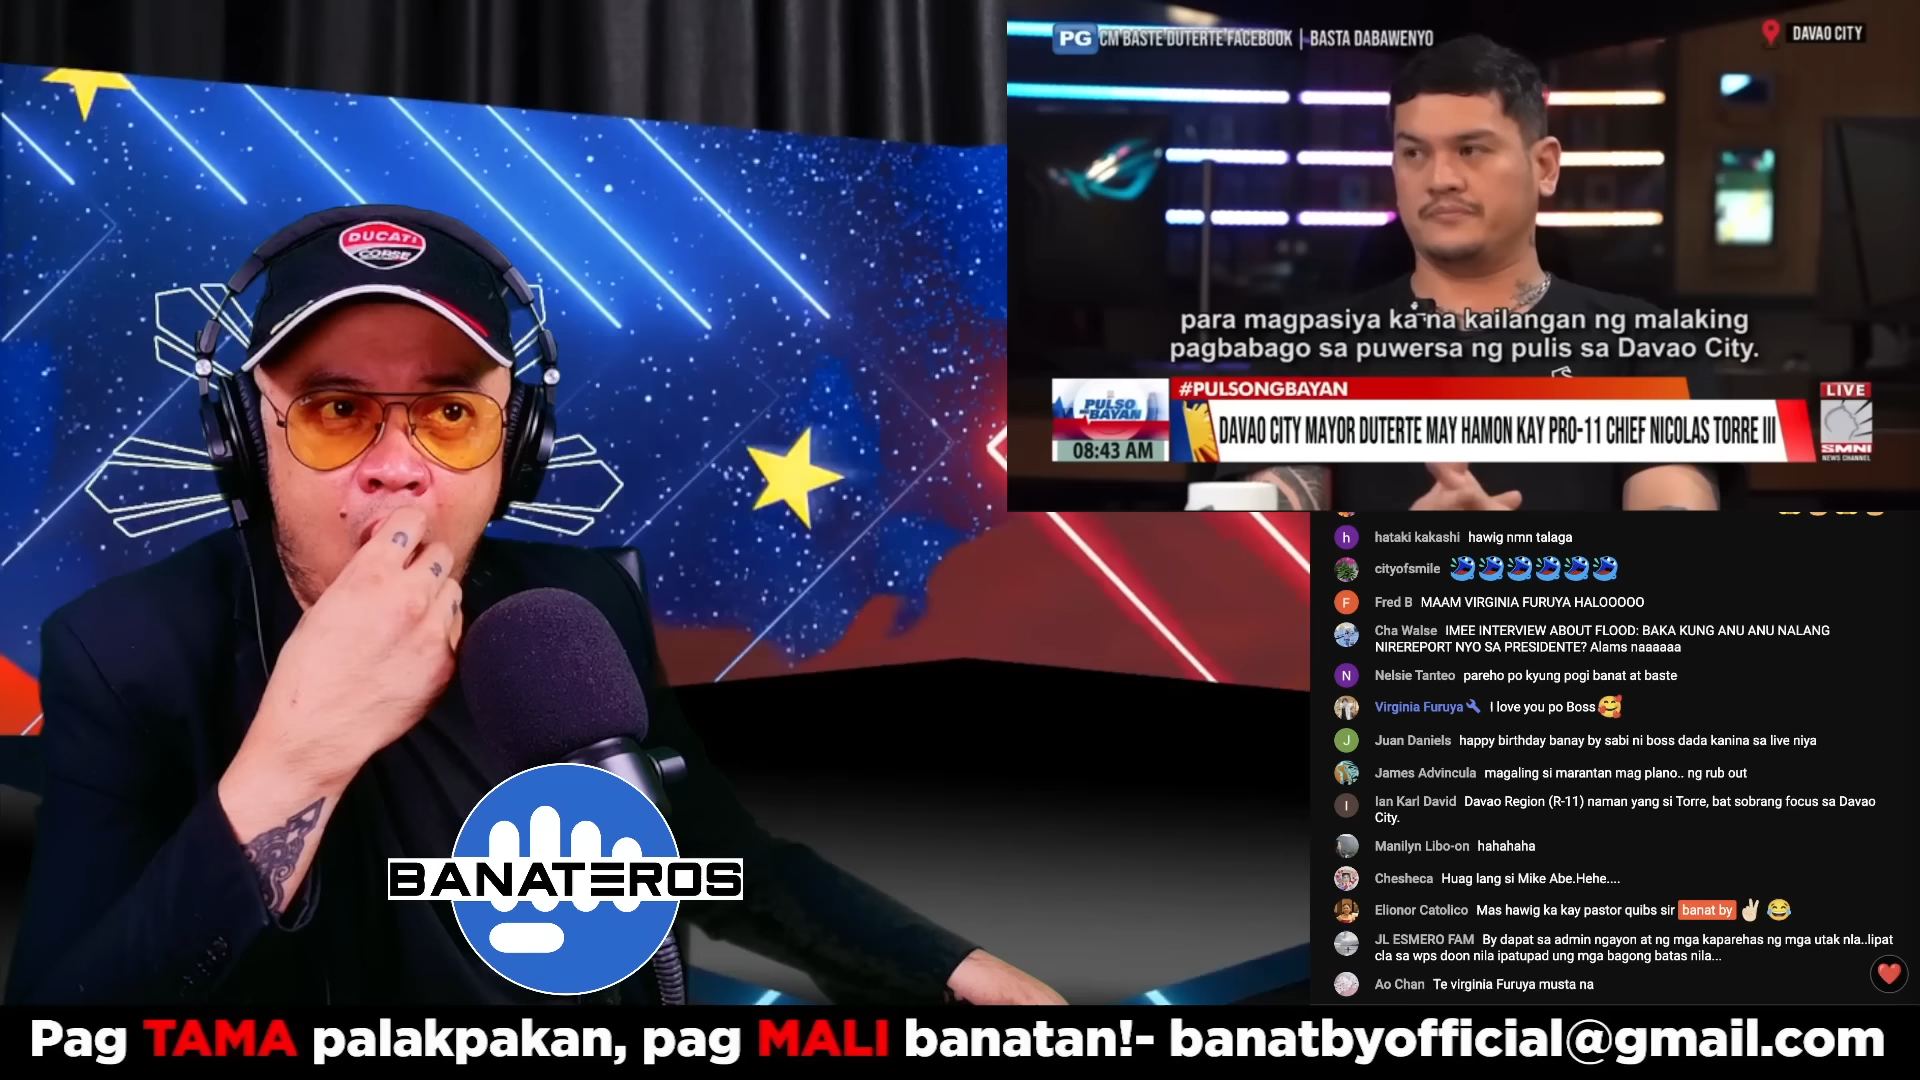 PG CM BASTE DUTERTE FACEBOOK | BASTA DABAWENYO
DAVAO CITY
DUCATI
CORSE
para magpasiya ka na kailangan ng malaking
pagbabago sa puwersa ng pulis sa Davao City.
#PULSONGBAYAN
LIVE
PULSO NG BAYAN
DAVAO CITY MAYOR DUTERTE MAY HAMON KAY PRO-11 CHIEF NICOLAS TORRE III
08:43 AM
SMNI
NEWS CHANNEL
h hataki kakashi hawig nmn talaga
cityofsmile
F Fred B MAAM VIRGINIA FURUYA HALOOOOO
Cha Walse IMEE INTERVIEW ABOUT FLOOD: BAKA KUNG ANU ANU NALANG
NIREREPORT NYO SA PRESIDENTE? Alams naaaaaa
N Nelsie Tanteo pareho po kyung pogi banat at baste
Virginia Furuya I love you po Boss🥰
J Juan Daniels happy birthday banay by sabi ni boss dada kanina sa live niya
James Advincula magaling si marantan mag plano.. ng rub out
I Ian Karl David Davao Region (R-11) naman yang si Torre, bat sobrang focus sa Davao
City.
Manilyn Libo-on hahahaha
Chesheca Huag lang si Mike Abe.Hehe....
Elionor Catolico Mas hawig ka kay pastor quibs sir banat by ✌🏻 😂
JL ESMERO FAM By dapat sa admin ngayon at ng mga kaparehas ng mga utak nla..lipat
cla sa wps doon nila ipatupad ung mga bagong batas nila...
Ao Chan Te virginia Furuya musta na
BANATEROS
Pag TAMA palakpakan, pag MALI banatan!- banatbyofficial@gmail.com